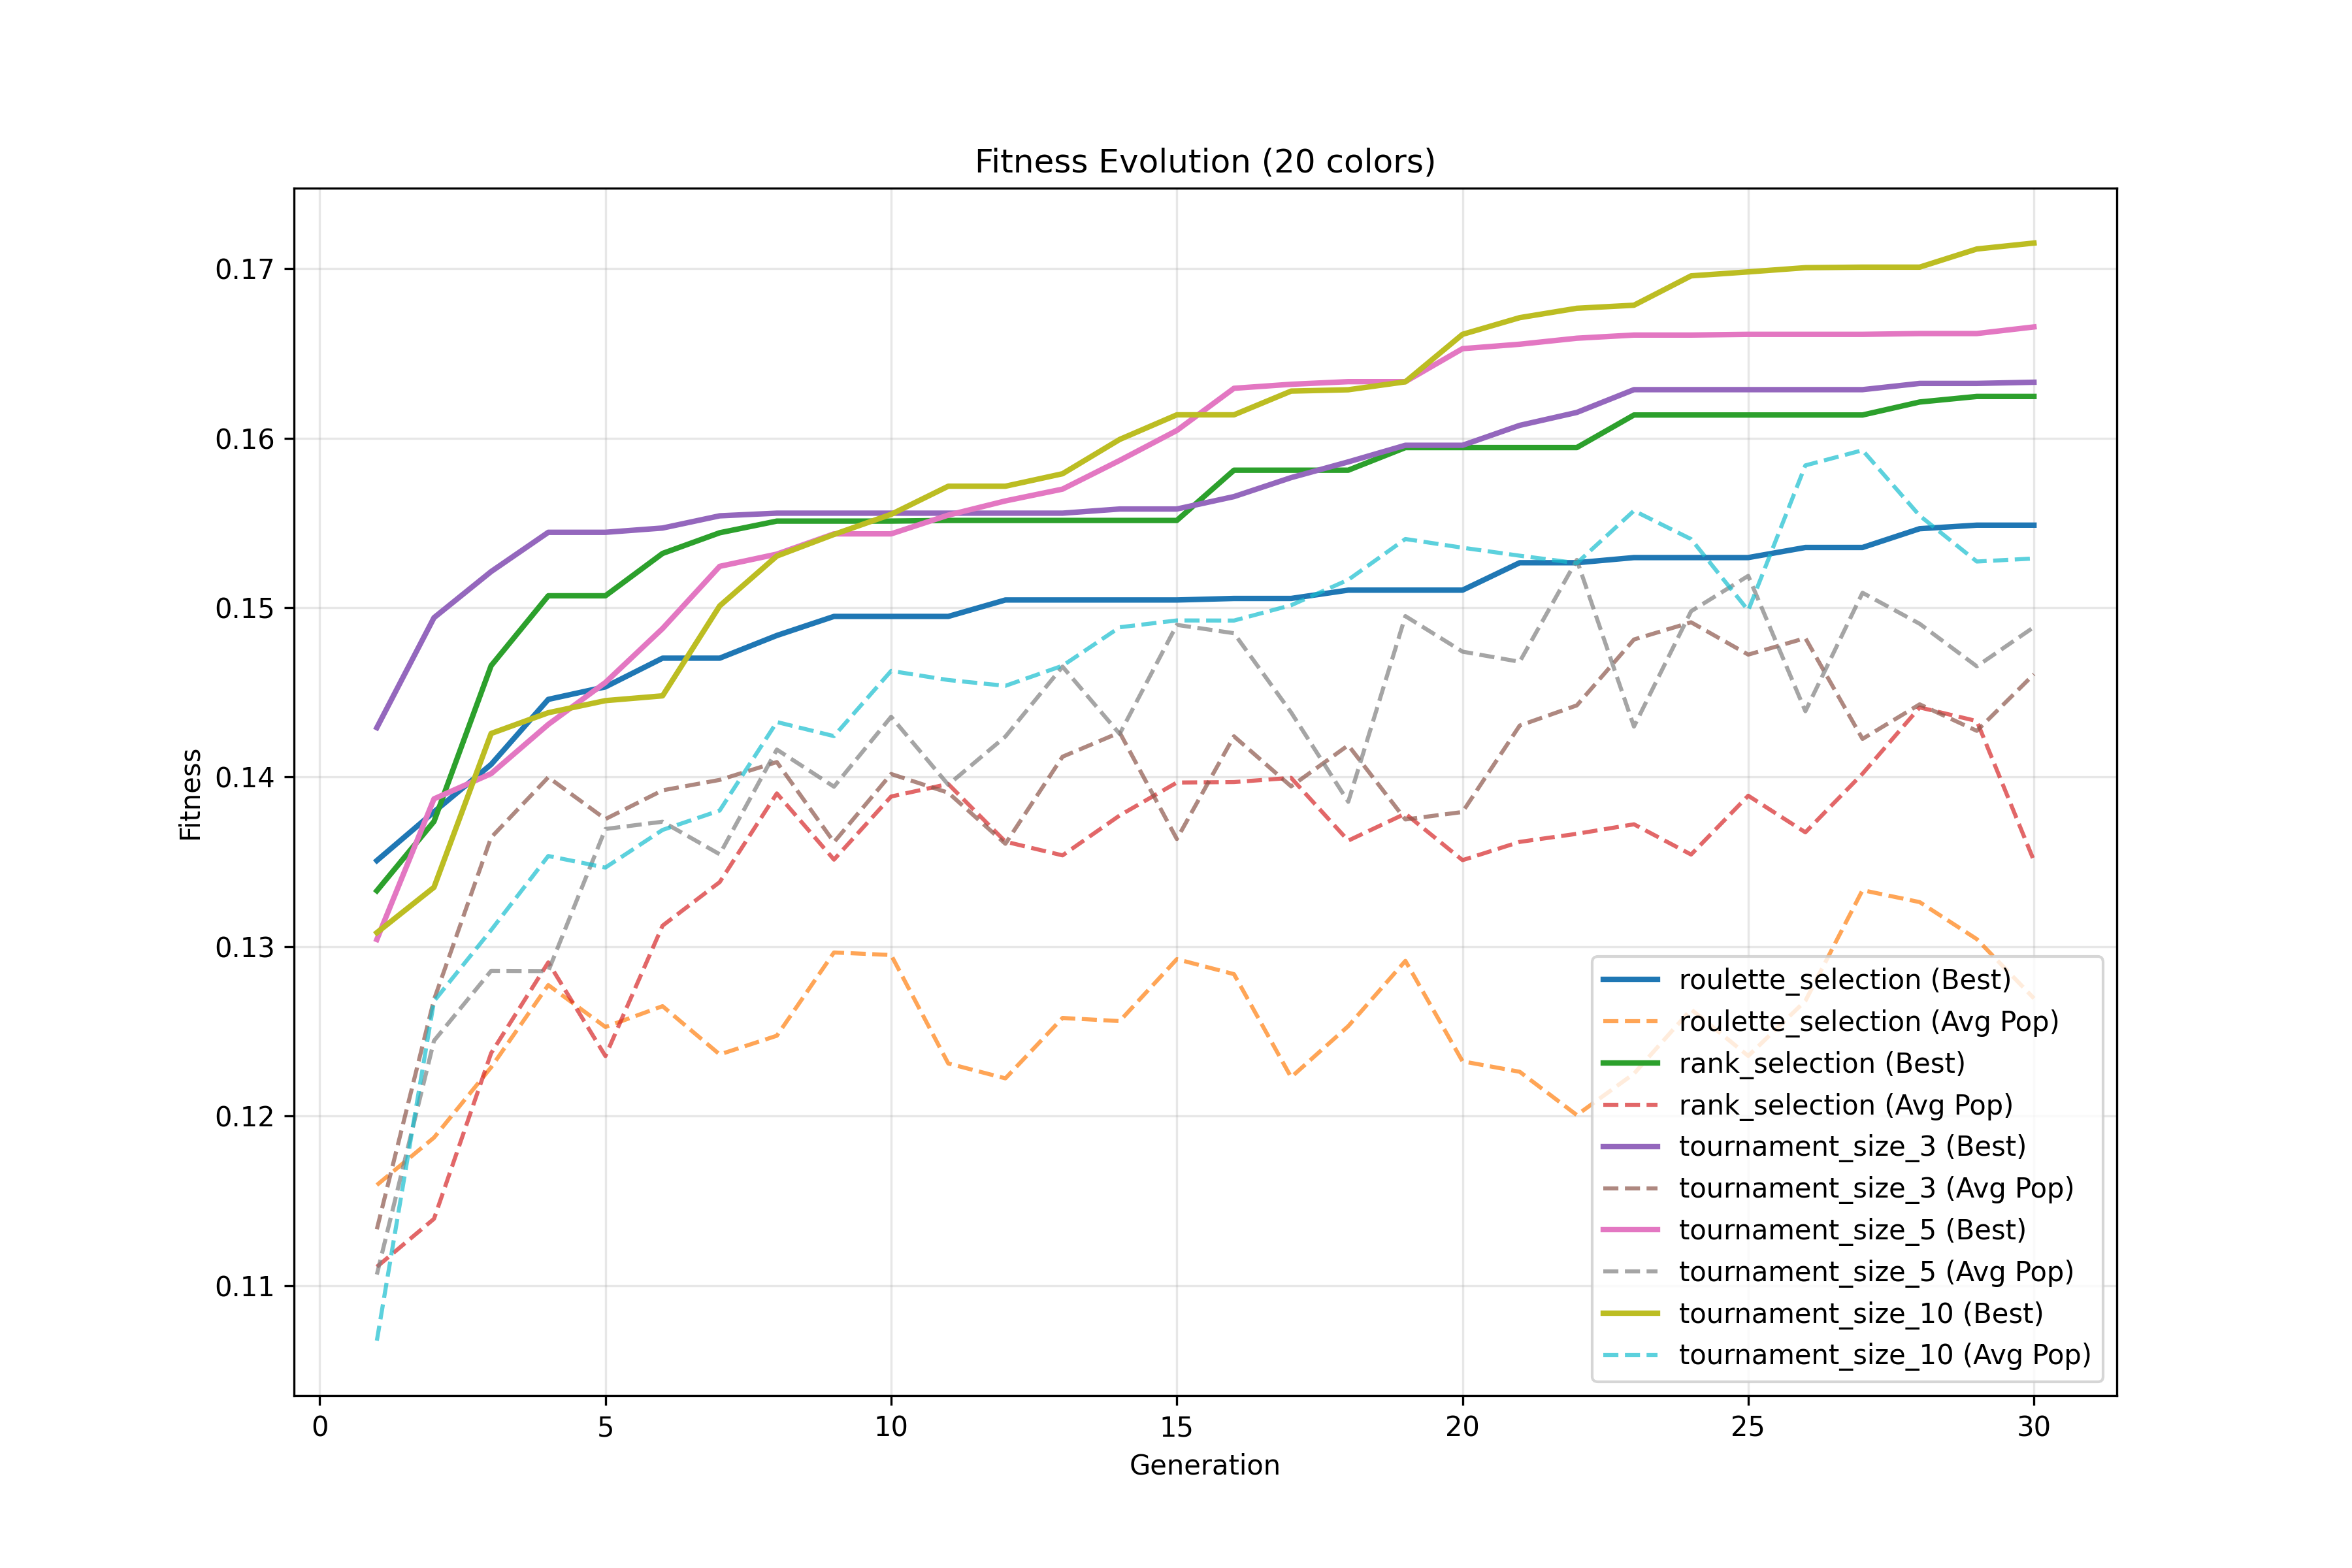 Fitness Evolution (20 colors)
Fitness
0.17
0.16
0.15
0.14
0.13
0.12
0.11
0
5
10
15
20
25
30
Generation
roulette_selection (Best)
roulette_selection (Avg Pop)
rank_selection (Best)
rank_selection (Avg Pop)
tournament_size_3 (Best)
tournament_size_3 (Avg Pop)
tournament_size_5 (Best)
tournament_size_5 (Avg Pop)
tournament_size_10 (Best)
tournament_size_10 (Avg Pop)